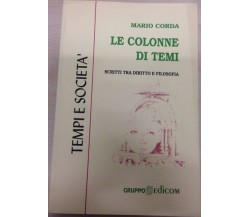 MARIO CORDA
LE COLONNE
DI TEMI
SCRITTI TRA DIRITTO E FILOSOFIA
TEMPI E SOCIETA'
GRUPPO EDICOM